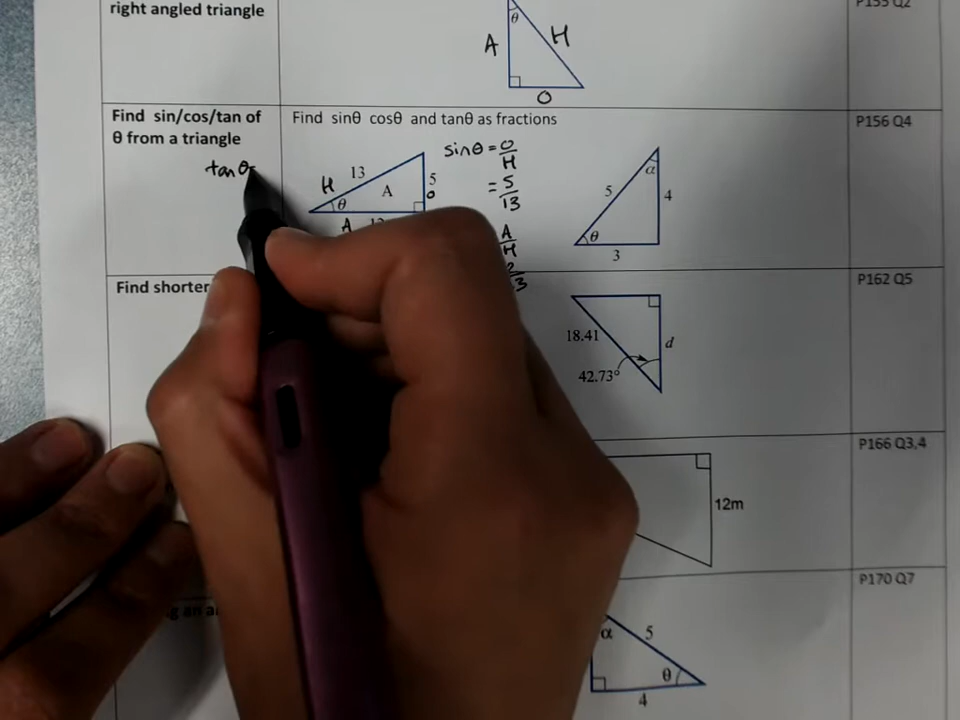 right angled triangle
θ
A
H
O
P155 Q2
Find sin/cos/tan of
θ from a triangle
tanθ
Find sinθ cosθ and tanθ as fractions
H
13
A
5
O
θ
A
sinθ = O/H
= 5/13
A/H
5
α
4
θ
3
P156 Q4
Find shorter
18.41
d
42.73°
P162 Q5
12m
P166 Q3,4
α
5
θ
4
P170 Q7